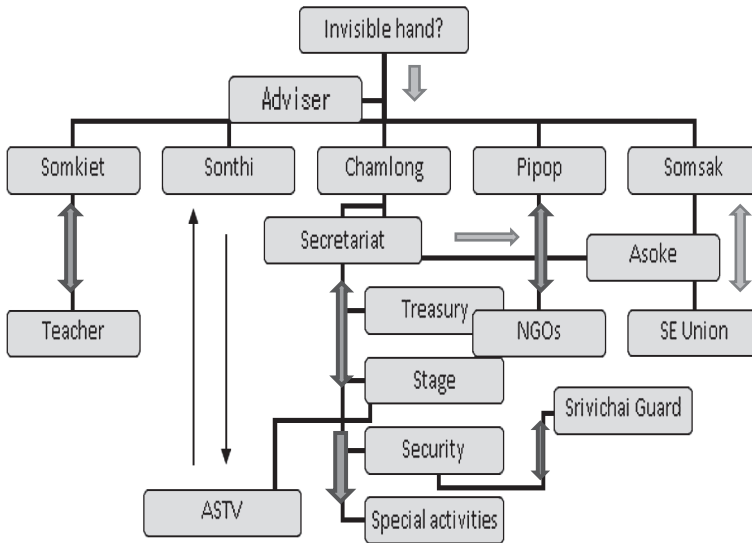 Invisible hand?
Adviser
Somkiet
Sonthi
Chamlong
Pipop
Somsak
Secretariat
Asoke
Teacher
Treasury
NGOs
SE Union
Stage
Srivichai Guard
Security
ASTV
Special activities